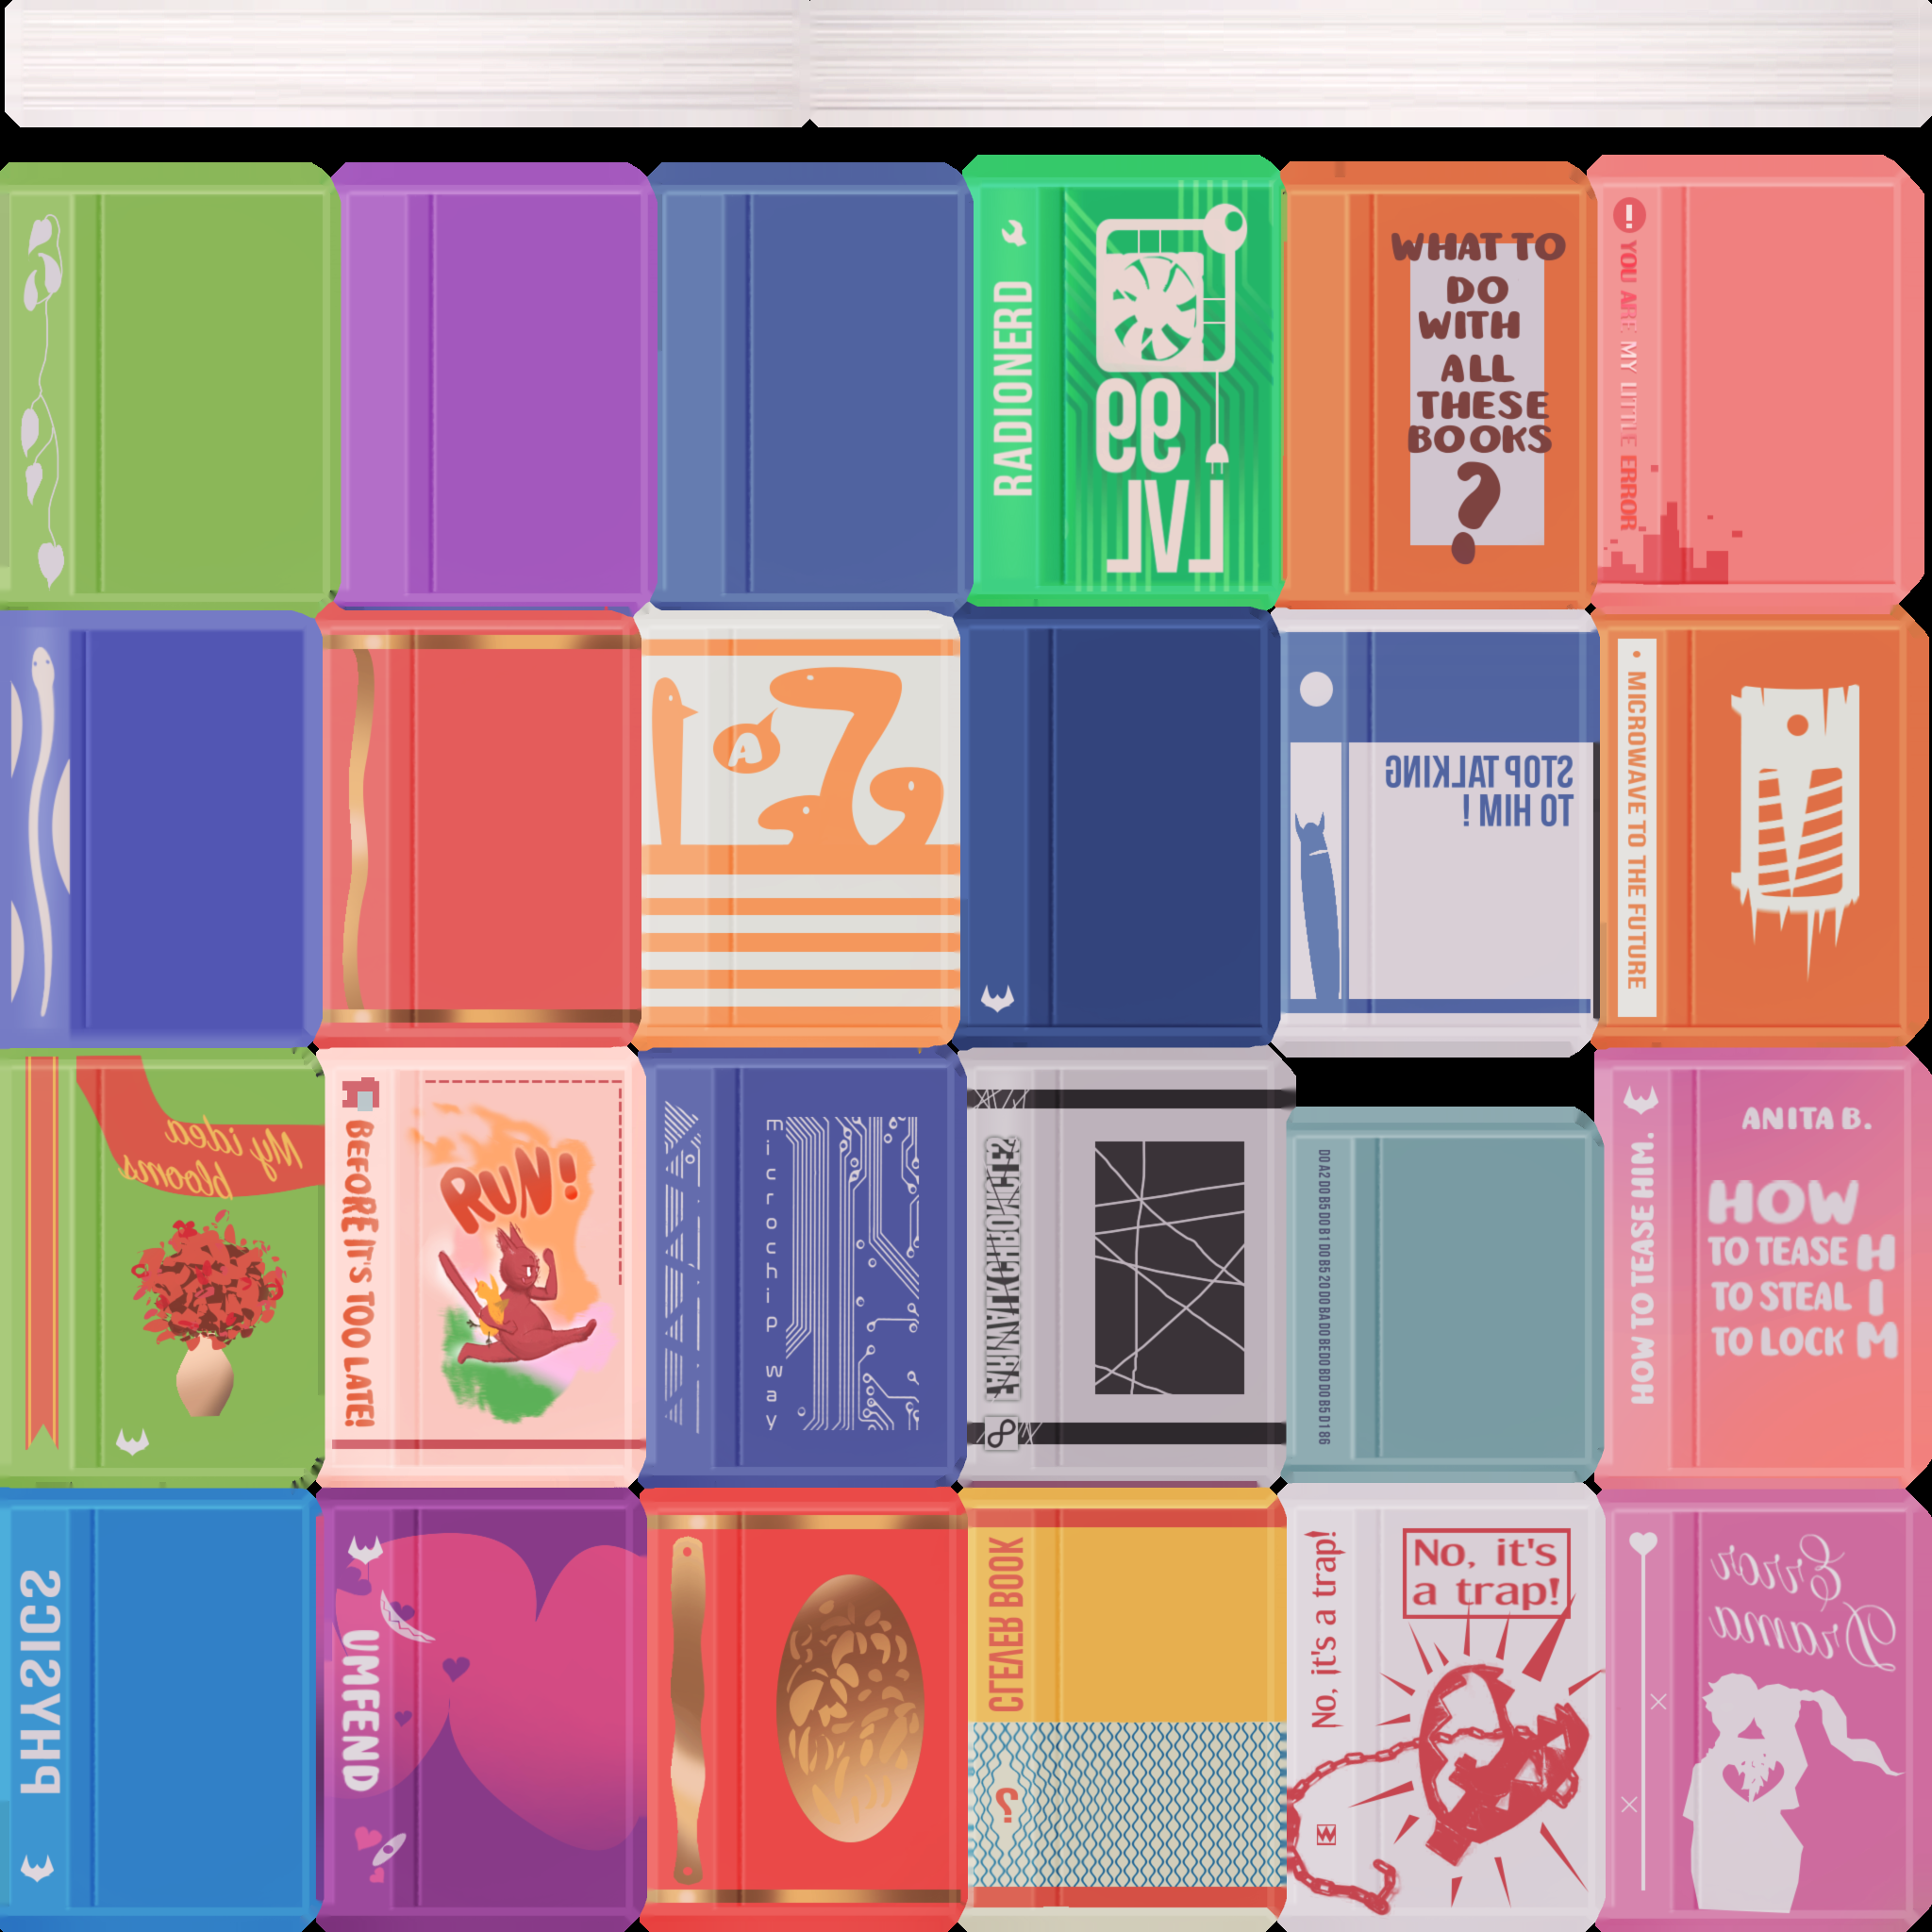 RADIONERD
99
LVL
WHAT TO
DO
WITH
ALL
THESE
BOOKS
?
! YOU ARE MY LITTLE ERROR
A
STOP TALKING
TO HIM !
• MICROWAVE TO THE FUTURE
My idea
blooms
BEFORE IT'S TOO LATE!
RUN!
microchip way
HOW TO TEASE HIM.
ANITA B.
HOW
TO TEASE H
TO STEAL I
TO LOCK M
PHYSICS
UMFEND
СГЕЛЕВ BOOK
?
No, it's a trap!
No, it's
a trap!
Error
Drama